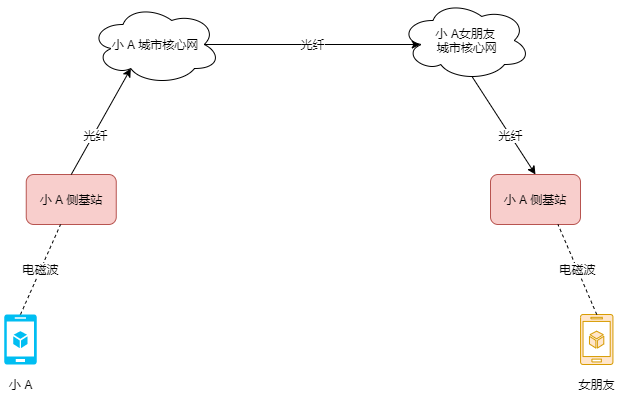 小 A 城市核心网
光纤
小 A女朋友
城市核心网
光纤
光纤
小 A 侧基站
小 A 侧基站
电磁波
电磁波
小 A
女朋友